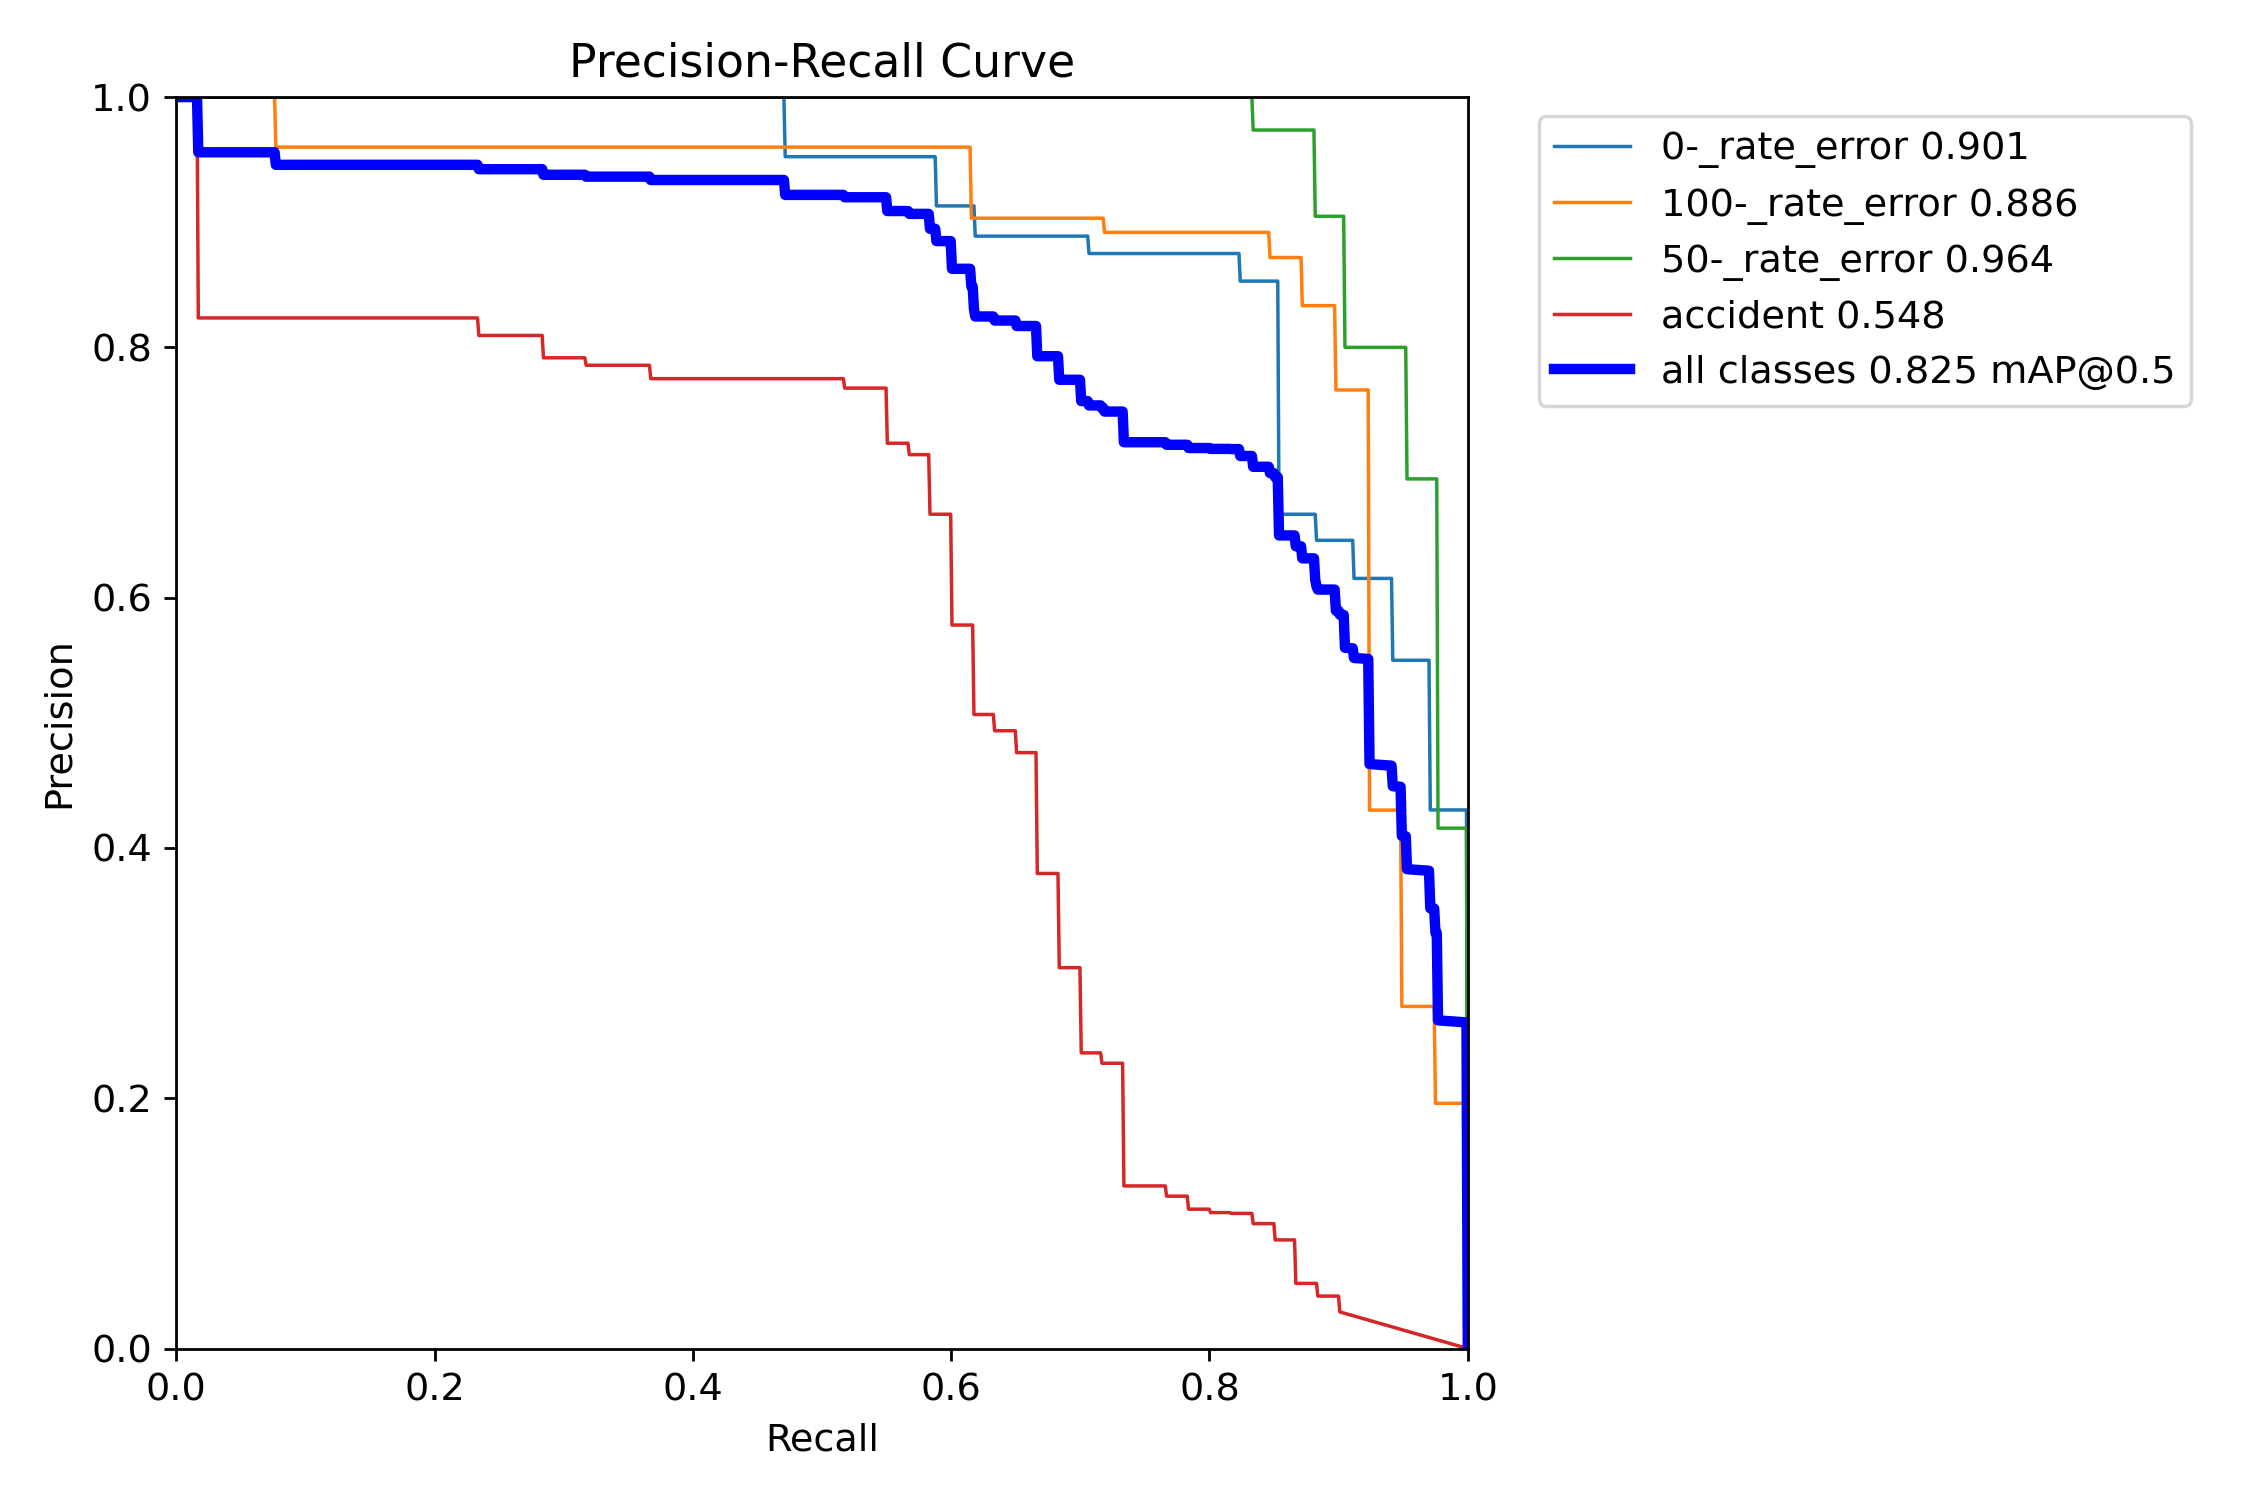 Precision-Recall Curve
1.0
0.8
0.6
0.4
0.2
0.0
Precision
0.0 0.2 0.4 0.6 0.8 1.0
Recall
0-_rate_error 0.901
100-_rate_error 0.886
50-_rate_error 0.964
accident 0.548
all classes 0.825 mAP@0.5